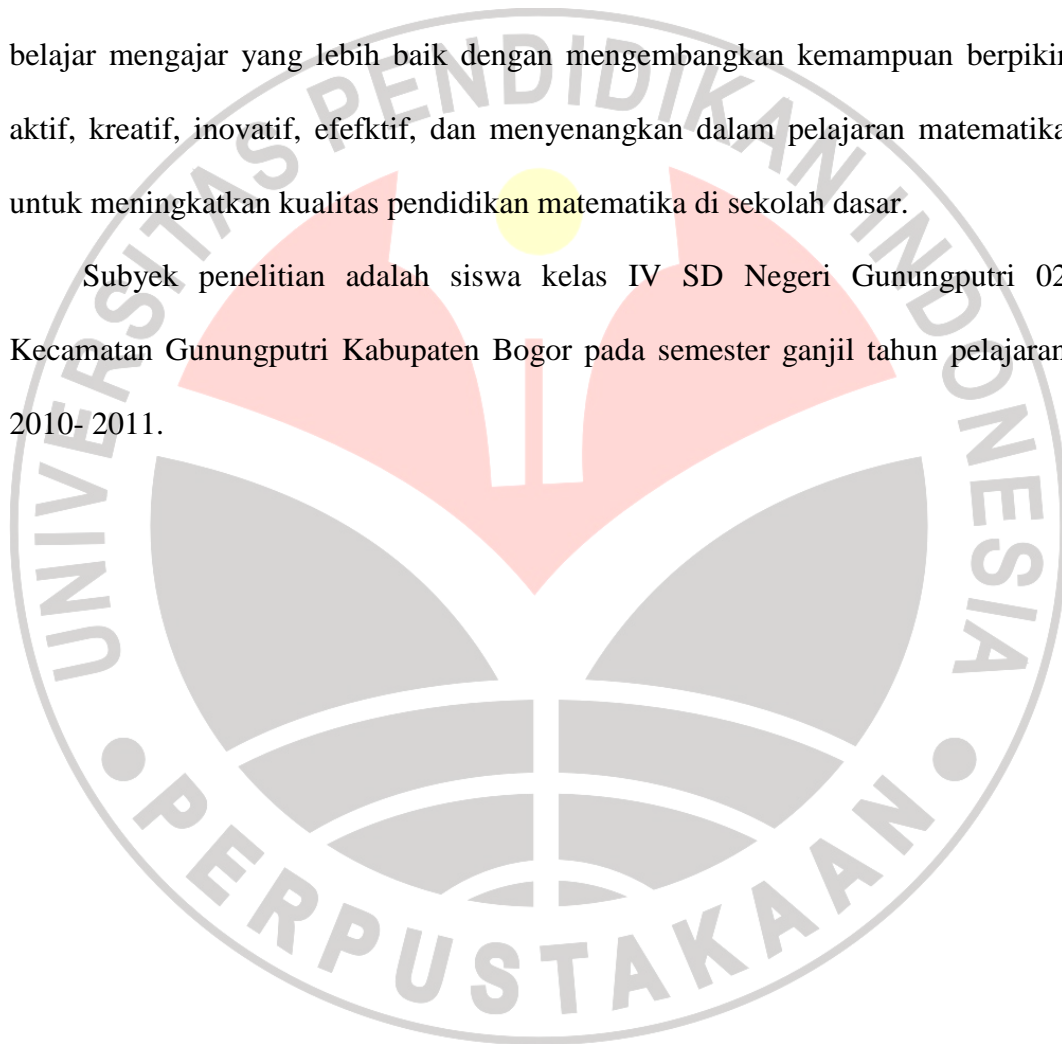 belajar mengajar yang lebih baik dengan mengembangkan kemampuan berpikir
aktif, kreatif, inovatif, efefktif, dan menyenangkan dalam pelajaran matematika
untuk meningkatkan kualitas pendidikan matematika di sekolah dasar.
Subyek penelitian adalah siswa kelas IV SD Negeri Gunungputri 02
Kecamatan Gunungputri Kabupaten Bogor pada semester ganjil tahun pelajaran
2010- 2011.
UNIVERSITAS PENDIDIKAN INDONESIA
PERPUSTAKAAN